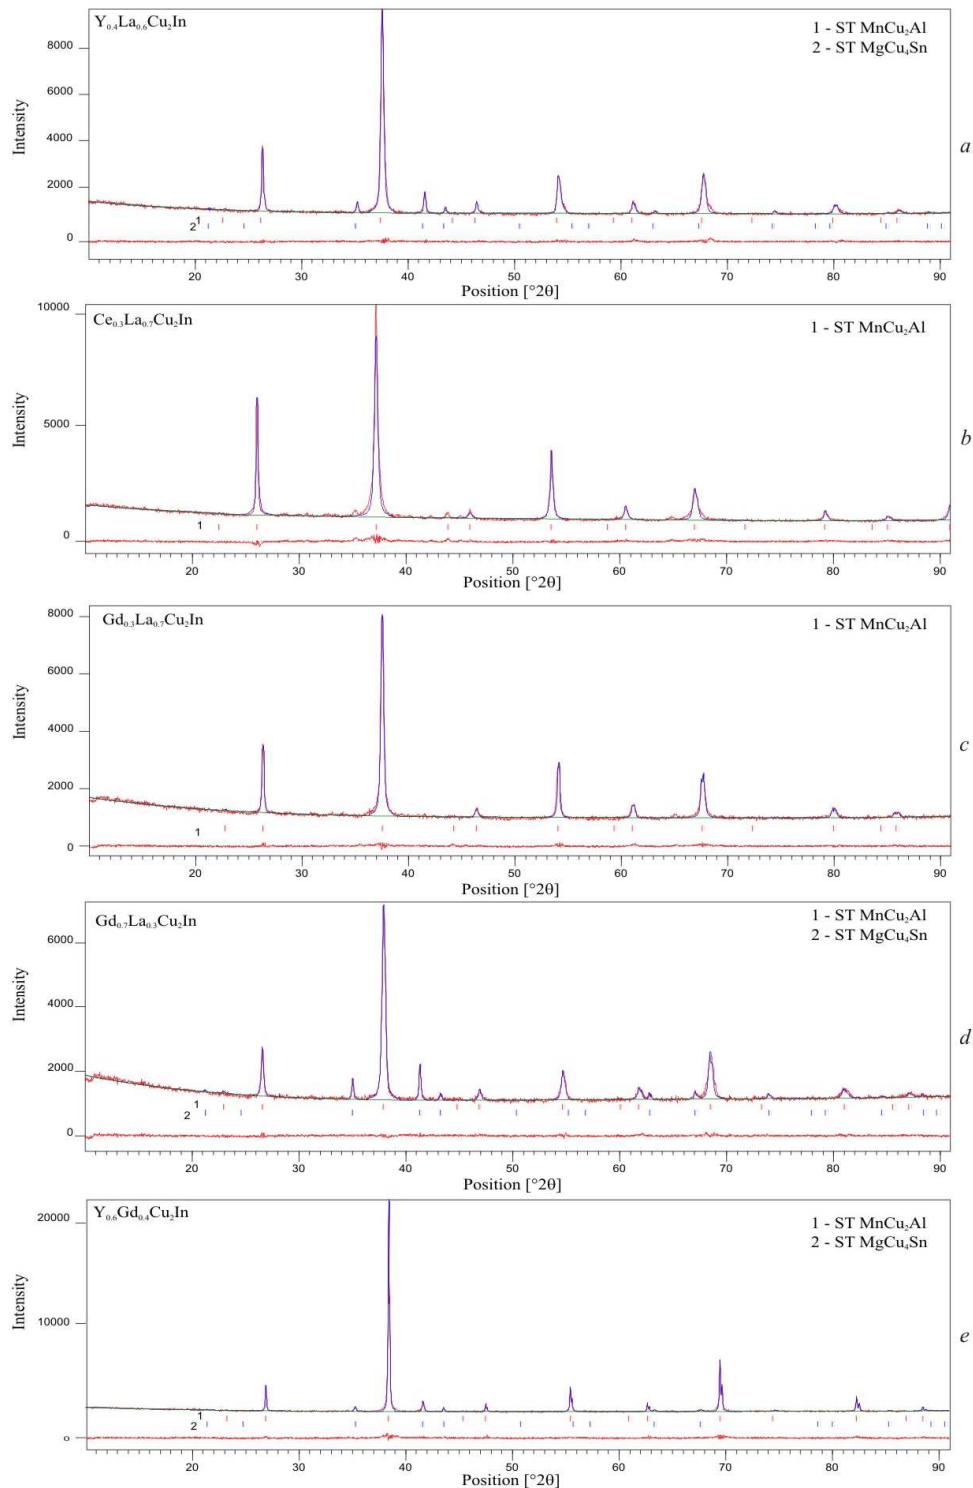 Y₀.₄La₀.₆Cu₂In
1 - ST MnCu₂Al
2 - ST MgCu₄Sn
8000
6000
4000
2000
0
Intensity
1
2
20 30 40 50 60 70 80 90
Position [°2θ]
a
Ce₀.₃La₀.₇Cu₂In
1 - ST MnCu₂Al
10000
5000
0
Intensity
1
20 30 40 50 60 70 80 90
Position [°2θ]
b
Gd₀.₃La₀.₇Cu₂In
1 - ST MnCu₂Al
8000
6000
4000
2000
0
Intensity
1
20 30 40 50 60 70 80 90
Position [°2θ]
c
Gd₀.₇La₀.₃Cu₂In
1 - ST MnCu₂Al
2 - ST MgCu₄Sn
6000
4000
2000
0
Intensity
1
2
20 30 40 50 60 70 80 90
Position [°2θ]
d
Y₀.₆Gd₀.₄Cu₂In
1 - ST MnCu₂Al
2 - ST MgCu₄Sn
20000
10000
0
Intensity
1
2
20 30 40 50 60 70 80 90
Position [°2θ]
e